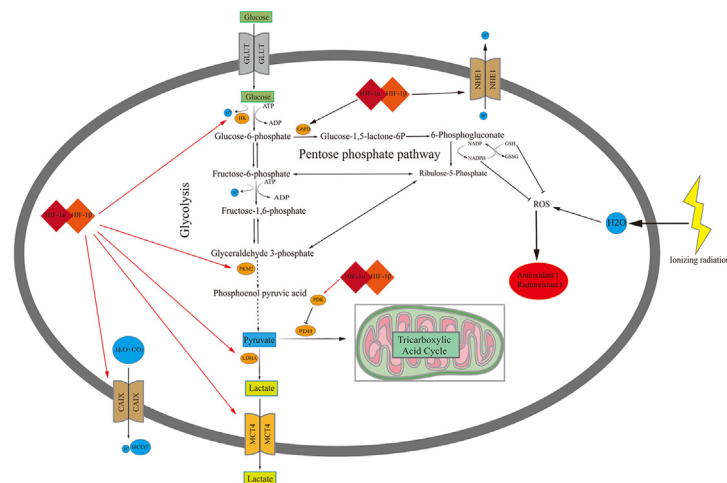 Glucose
GLUT
GLUT
H⁺
NHE1
NHE1
H⁺
Glucose
H⁺
HK
ATP
ADP
HIF-1α
HIF-1β
G6PD
Glucose-6-phosphate
Glucose-1,5-lactone-6P
6-Phosphogluconate
Pentose phosphate pathway
NADP
GSH
NADPH
GSSG
Fructose-6-phosphate
Ribulose-5-Phosphate
H⁺
ATP
ADP
Glycolysis
Fructose-1,6-phosphate
ROS
HIF-1α
HIF-1β
H2O
Ionizing radiation
Glyceraldehyde 3-phosphate
PKM2
HIF-1α
HIF-1β
Phosphoenol pyruvic acid
PDK
PDH
Pyruvate
Tricarboxylic
Acid Cycle
H₂O+CO₂
LDHA
Lactate
CAIX
CAIX
MCT4
MCT4
H⁺
HCO3⁻
Lactate